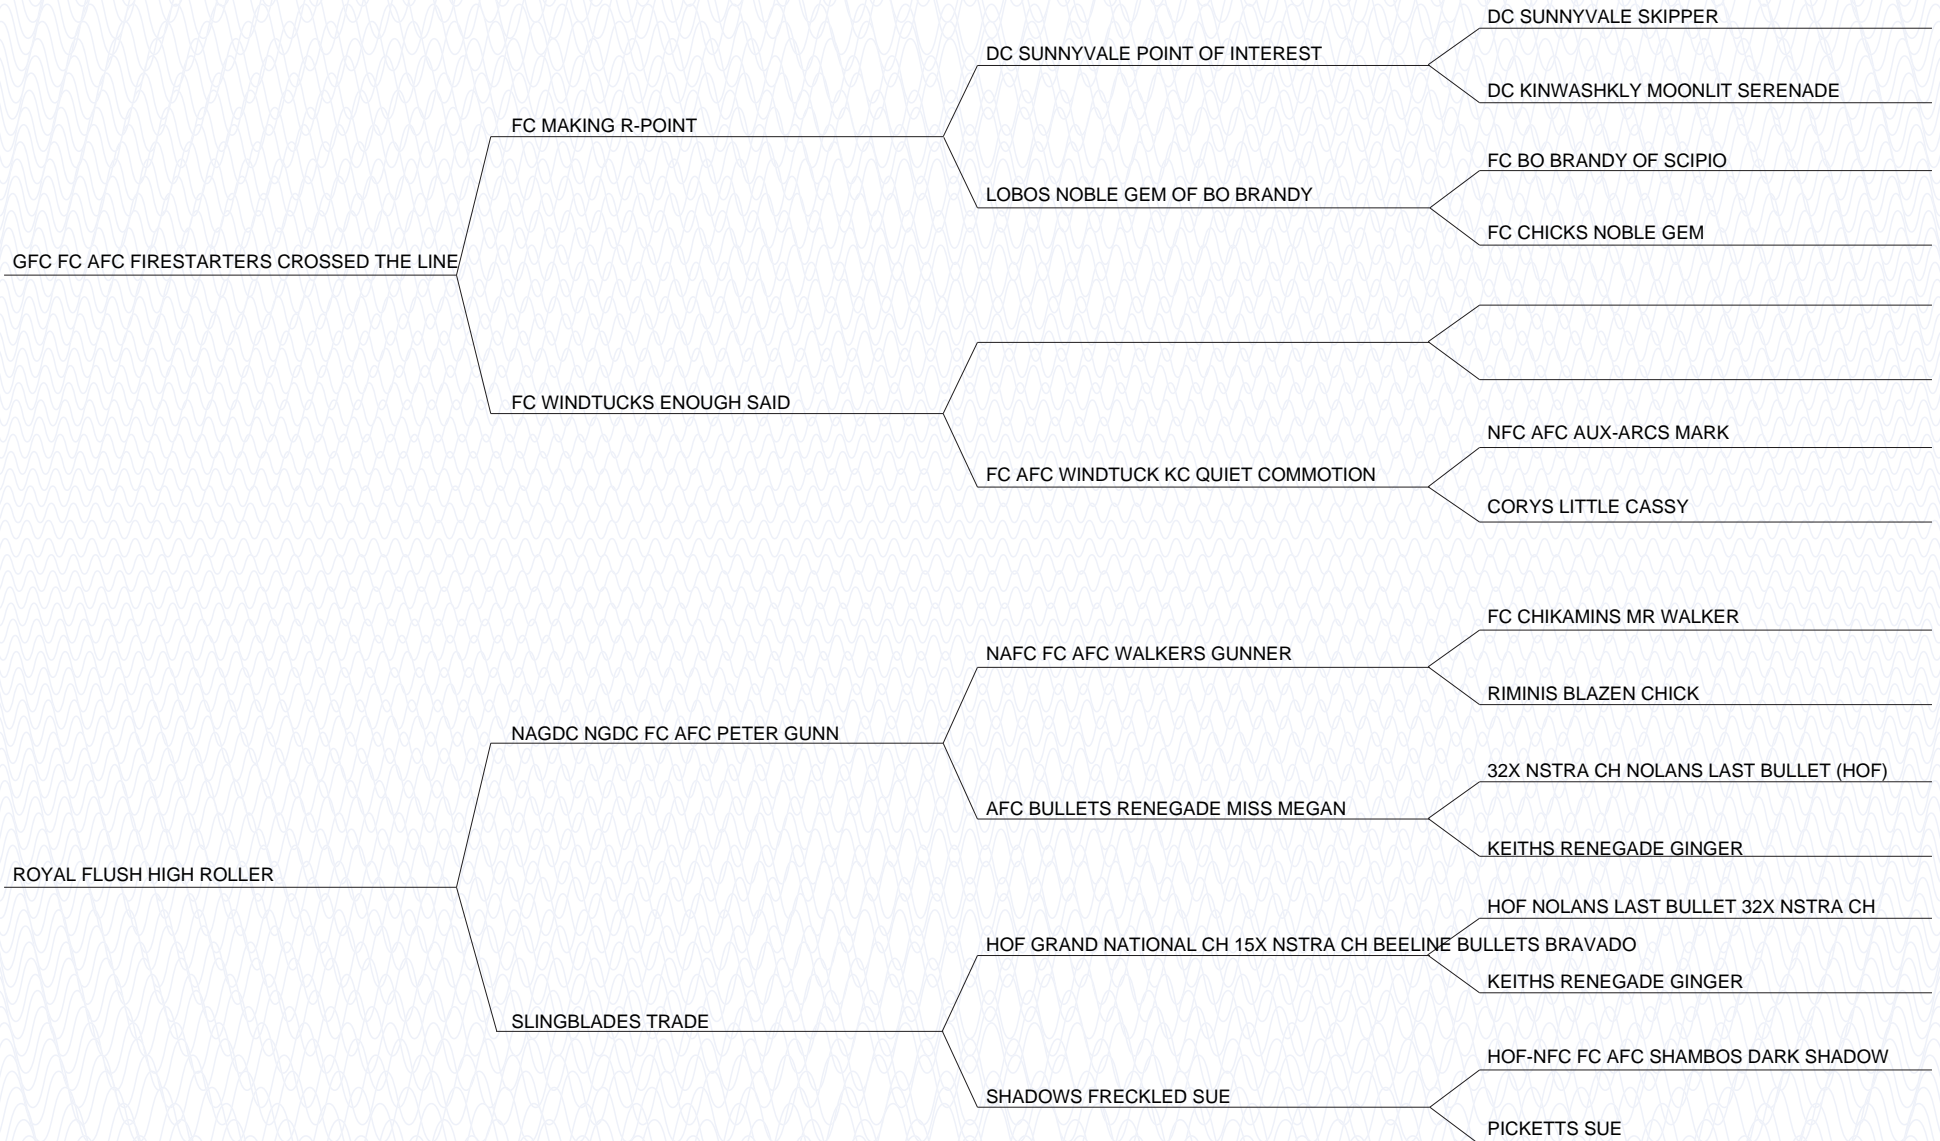 DC SUNNYVALE SKIPPER
DC SUNNYVALE POINT OF INTEREST
DC KINWASHKLY MOONLIT SERENADE
FC MAKING R-POINT
FC BO BRANDY OF SCIPIO
LOBOS NOBLE GEM OF BO BRANDY
FC CHICKS NOBLE GEM
GFC FC AFC FIRESTARTERS CROSSED THE LINE
FC WINDTUCKS ENOUGH SAID
NFC AFC AUX-ARCS MARK
FC AFC WINDTUCK KC QUIET COMMOTION
CORYS LITTLE CASSY
FC CHIKAMINS MR WALKER
NAFC FC AFC WALKERS GUNNER
RIMINIS BLAZEN CHICK
NAGDC NGDC FC AFC PETER GUNN
32X NSTRA CH NOLANS LAST BULLET (HOF)
AFC BULLETS RENEGADE MISS MEGAN
KEITHS RENEGADE GINGER
ROYAL FLUSH HIGH ROLLER
HOF NOLANS LAST BULLET 32X NSTRA CH
HOF GRAND NATIONAL CH 15X NSTRA CH BEELINE BULLETS BRAVADO
KEITHS RENEGADE GINGER
SLINGBLADES TRADE
HOF-NFC FC AFC SHAMBOS DARK SHADOW
SHADOWS FRECKLED SUE
PICKETTS SUE